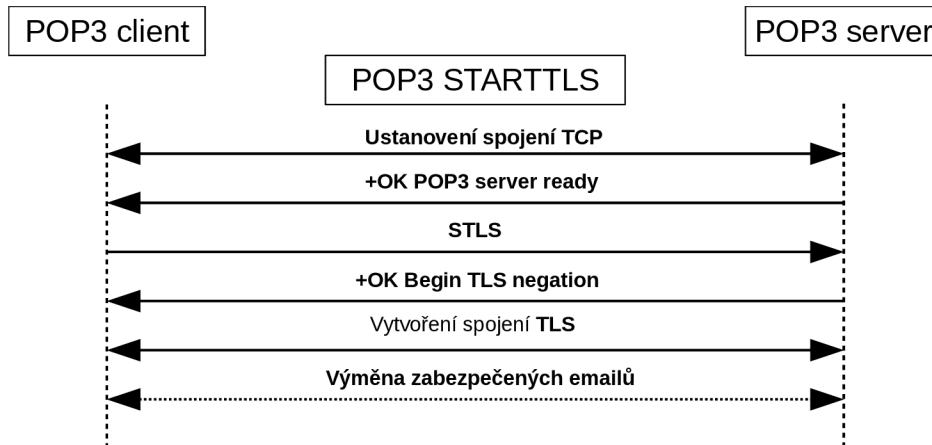 POP3 client
POP3 server
POP3 STARTTLS
Ustanovení spojení TCP
+OK POP3 server ready
STLS
+OK Begin TLS negation
Vytvoření spojení TLS
Výměna zabezpečených emailů